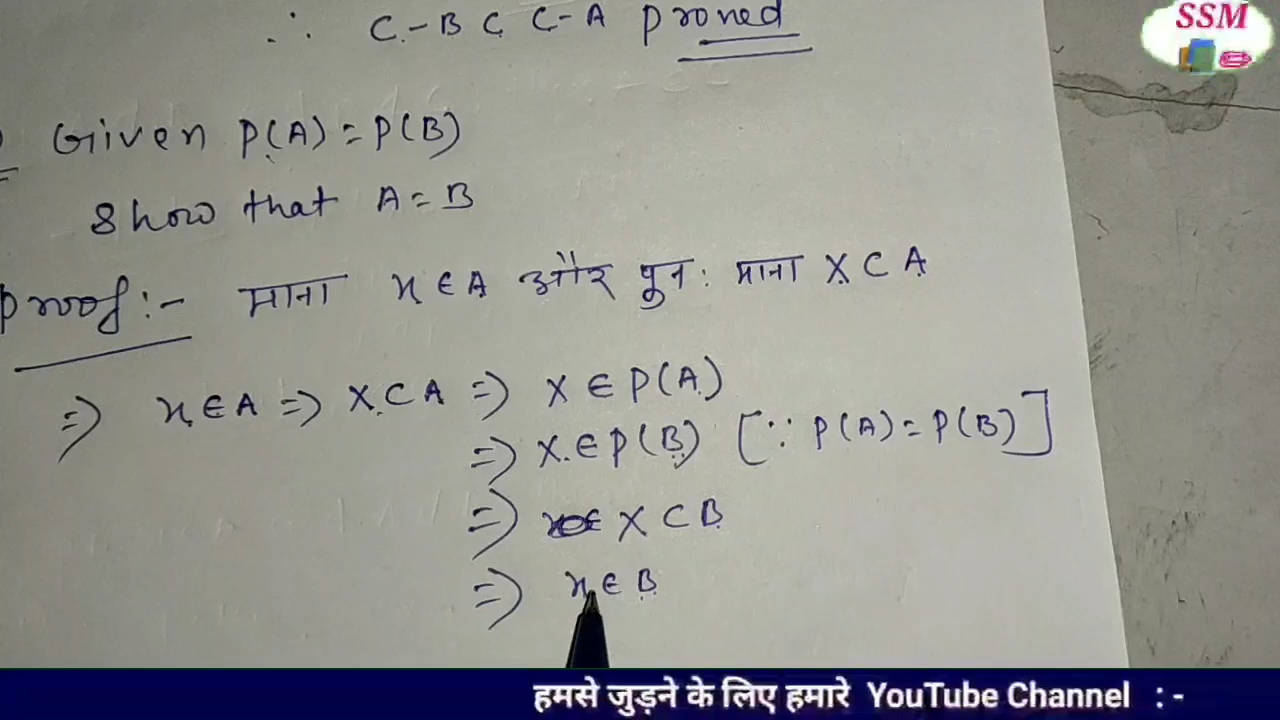 SSM
∴ C-B ⊂ C-A proved
Given P(A)=P(B)
Show that A=B
Proof:- माना x∈A और पुन: माना X⊂A
=> x∈A => X⊂A => X∈P(A)
=> X∈P(B) [∵ P(A)=P(B)]
=> X⊂B
=> x∈B
हमसे जुड़ने के लिए हमारे YouTube Channel :-